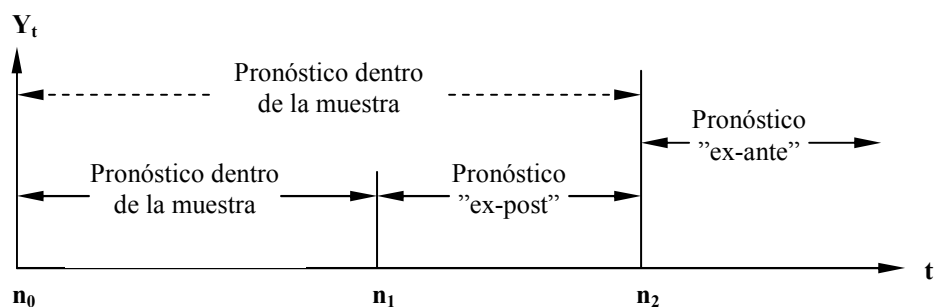 Yt
Pronóstico dentro
de la muestra
Pronóstico
”ex-ante”
Pronóstico dentro
de la muestra
Pronóstico
”ex-post”
t
n0
n1
n2